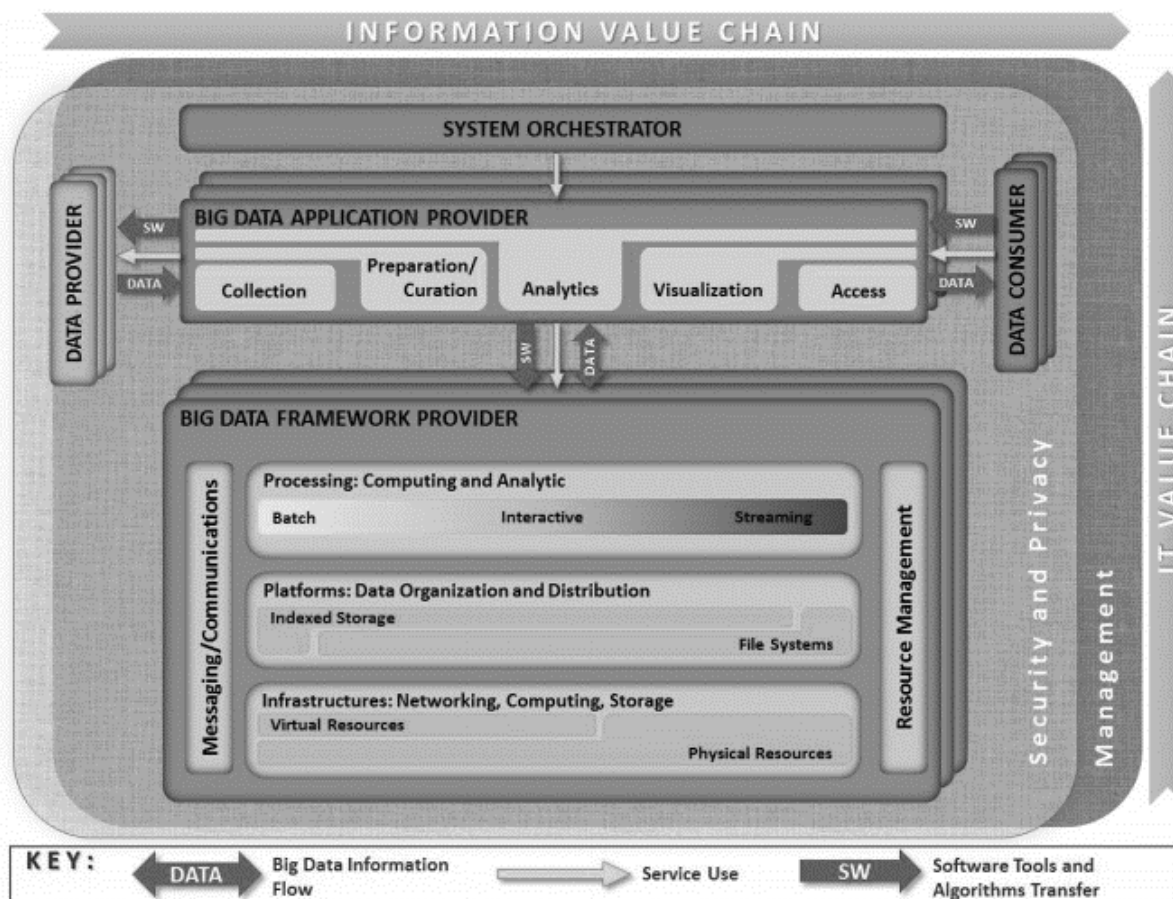 INFORMATION VALUE CHAIN
SYSTEM ORCHESTRATOR
DATA PROVIDER
SW
DATA
BIG DATA APPLICATION PROVIDER
Collection
Preparation/
Curation
Analytics
Visualization
Access
SW
DATA
DATA CONSUMER
SW
DATA
BIG DATA FRAMEWORK PROVIDER
Messaging/Communications
Processing: Computing and Analytic
Batch
Interactive
Streaming
Platforms: Data Organization and Distribution
Indexed Storage
File Systems
Infrastructures: Networking, Computing, Storage
Virtual Resources
Physical Resources
Resource Management
Security and Privacy
Management
IT VALUE CHAIN
KEY:
DATA
Big Data Information
Flow
Service Use
SW
Software Tools and
Algorithms Transfer